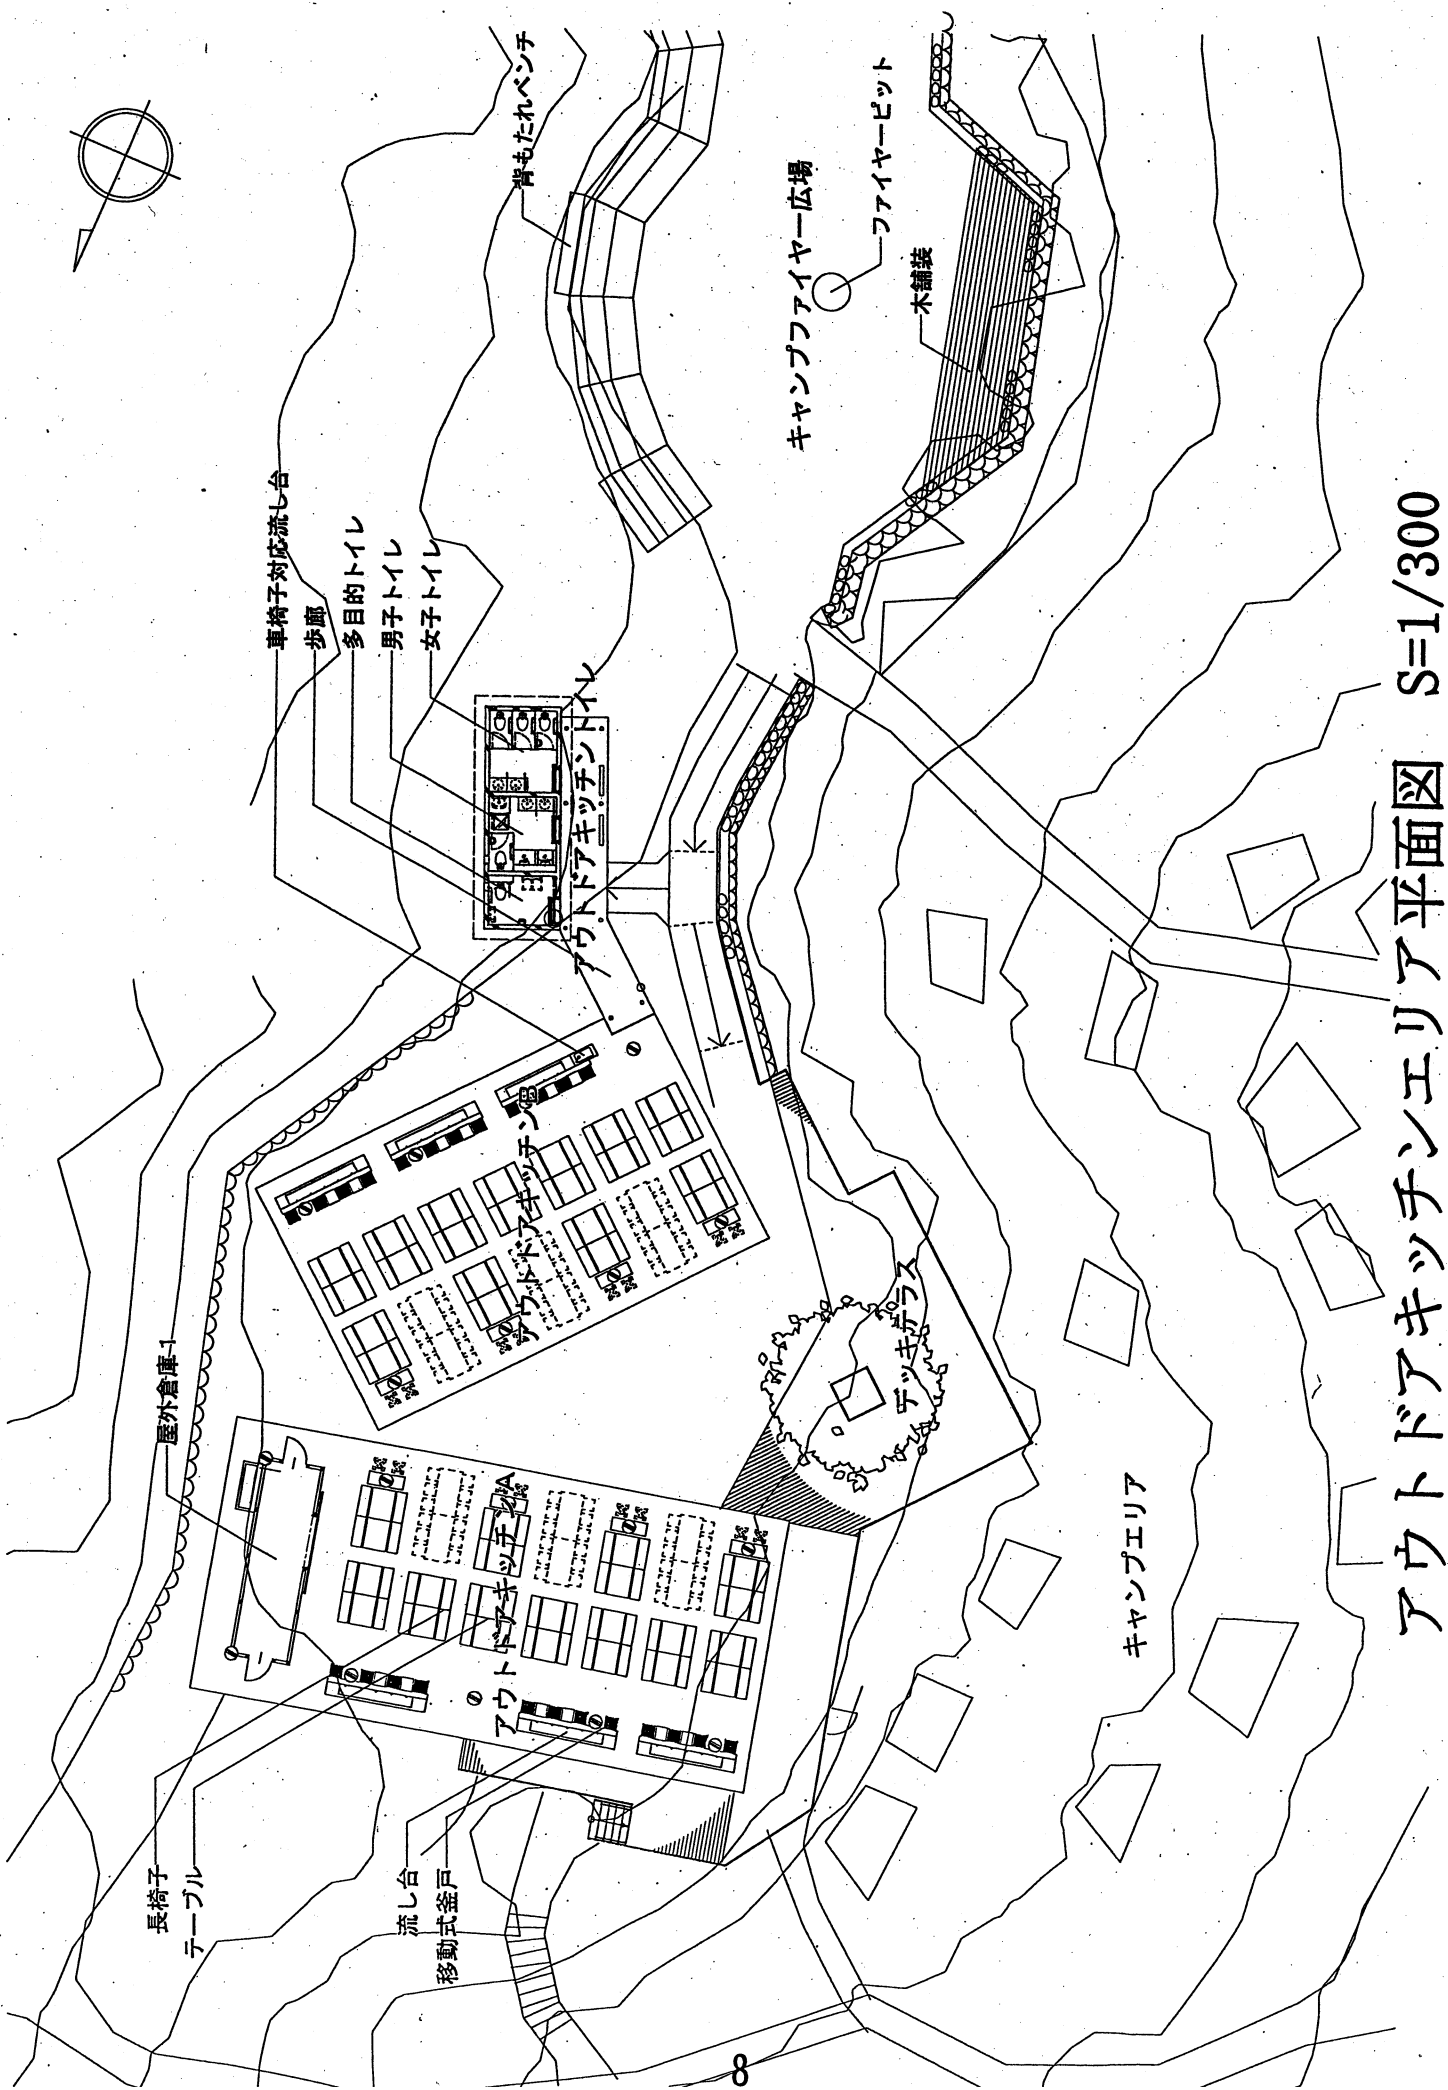 背もたれベンチ
キャンプファイヤー広場
ファイヤーピット
木舗装
車椅子対応流し台
歩廊
多目的トイレ
男子トイレ
女子トイレ
アウトドアキッチントイレ
屋外倉庫-1
アウトドアキッチンB
アウトドアキッチンA
デッキテラス
長椅子
テーブル
流し台
移動式釜戸
キャンプエリア
アウトドアキッチンエリア平面図 S=1/300
8